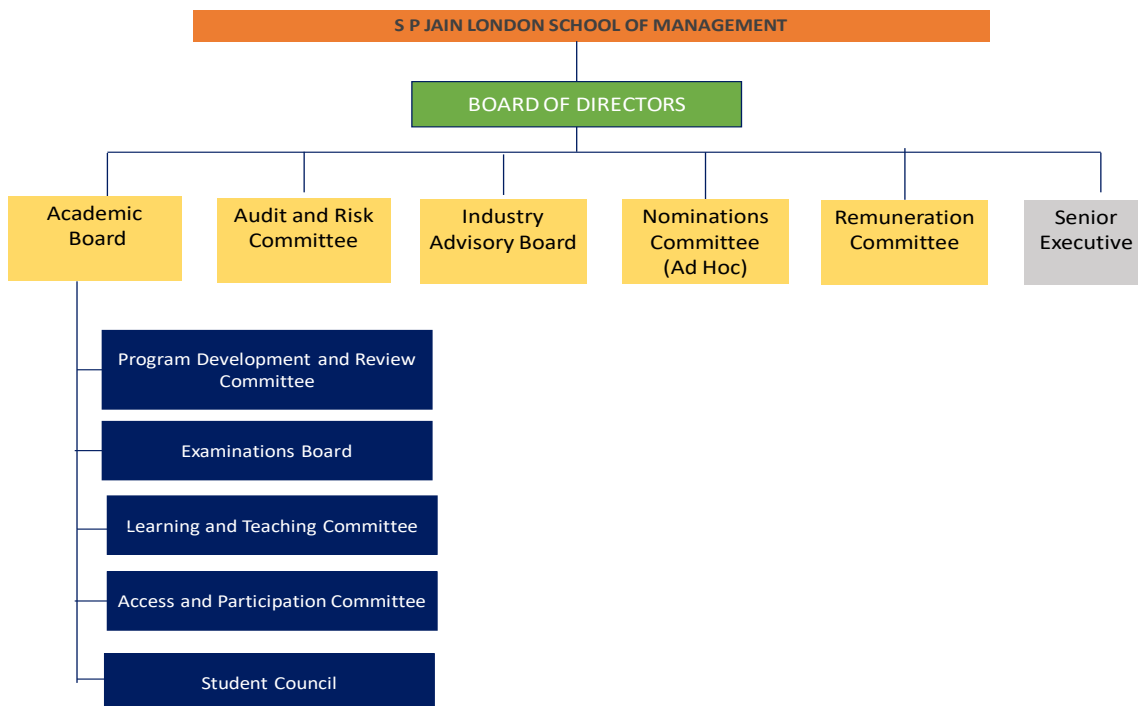 S P JAIN LONDON SCHOOL OF MANAGEMENT
BOARD OF DIRECTORS
Academic
Board
Audit and Risk
Committee
Industry
Advisory Board
Nominations
Committee
(Ad Hoc)
Remuneration
Committee
Senior
Executive
Program Development and Review
Committee
Examinations Board
Learning and Teaching Committee
Access and Participation Committee
Student Council